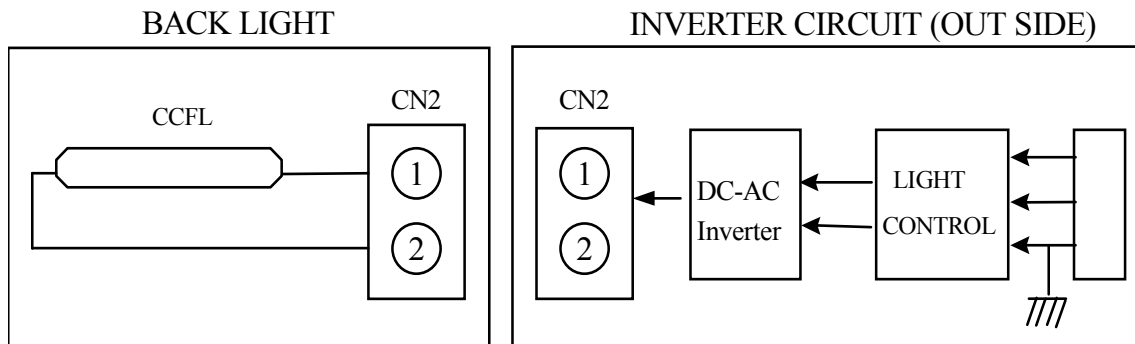 BACK LIGHT
CCFL
CN2
1
2
INVERTER CIRCUIT (OUT SIDE)
CN2
1
2
DC-AC
Inverter
LIGHT
CONTROL